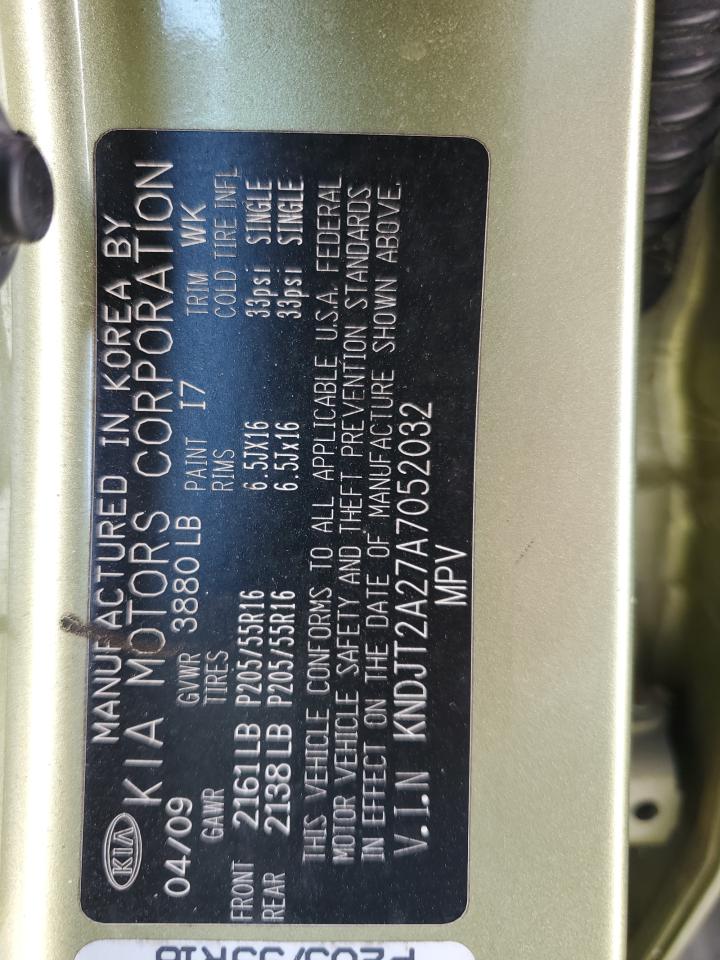 MANUFACTURED IN KOREA BY
KIA KIA MOTORS CORPORATION
04/09 GVWR 3880 LB PAINT I7 TRIM WK
GAWR TIRES RIMS COLD TIRE INFL
FRONT 2161LB P205/55R16 6.5JX16 33psi SINGLE
REAR 2138 LB P205/55R16 6.5Jx16 33psi SINGLE
THIS VEHICLE CONFORMS TO ALL APPLICABLE U.S.A. FEDERAL
MOTOR VEHICLE SAFETY AND THEFT PREVENTION STANDARDS
IN EFFECT ON THE DATE OF MANUFACTURE SHOWN ABOVE.
V.I.N KNDJT2A27A7052032
MPV